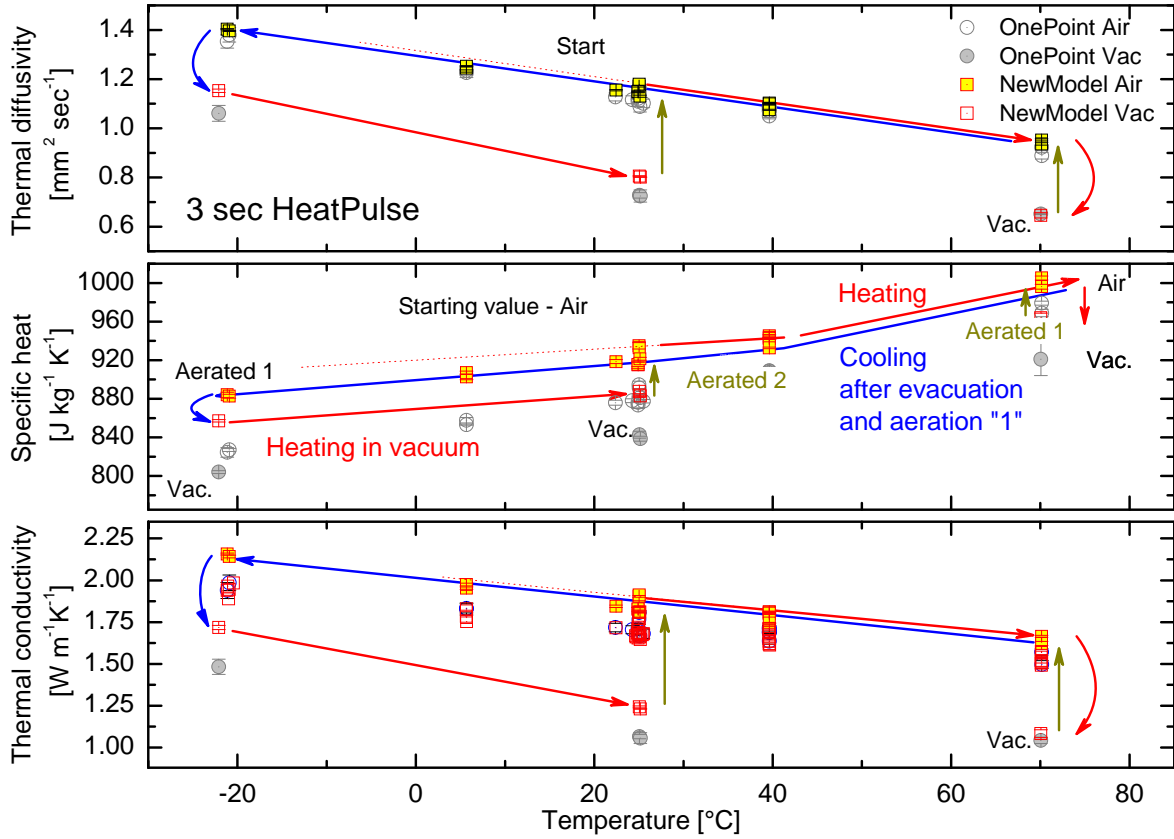 Thermal diffusivity
[mm² sec⁻¹]
1.4
1.2
1.0
0.8
0.6
Start
OnePoint Air
OnePoint Vac
NewModel Air
NewModel Vac
3 sec HeatPulse
Vac.
Specific heat
[J kg⁻¹ K⁻¹]
1000
960
920
880
840
800
Starting value - Air
Heating
Air
Aerated 1
Aerated 1
Aerated 2
Cooling
after evacuation
and aeration "1"
Vac.
Vac.
Heating in vacuum
Vac.
Thermal conductivity
[W m⁻¹K⁻¹]
2.25
2.00
1.75
1.50
1.25
1.00
Vac.
-20
0
20
40
60
80
Temperature [°C]